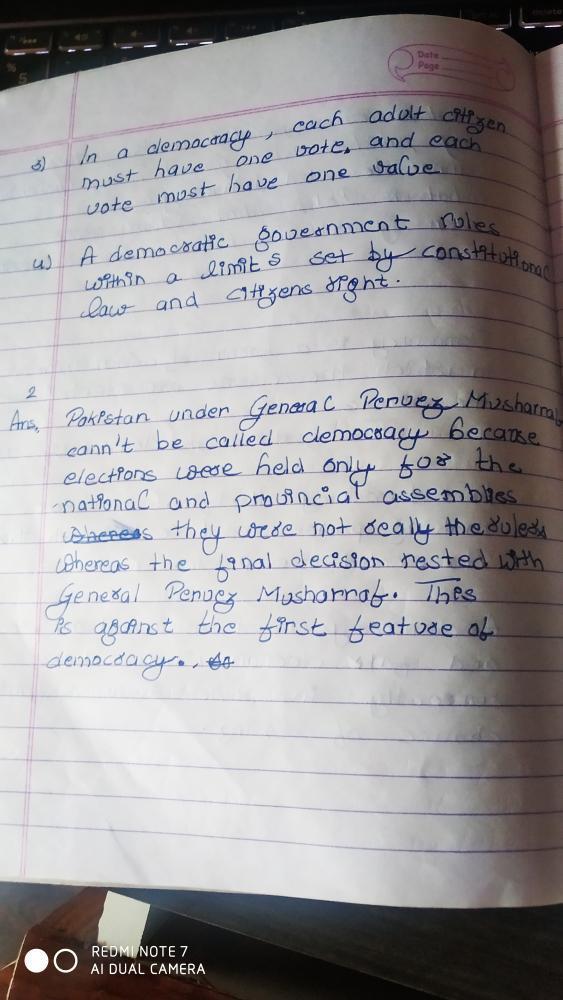 Date
Page
3) In a democracy, each adult citizen
must have one vote, and each
vote must have one value
4) A democratic government rules
within a limits set by constitutional
law and citizens right.
2
Ans, Pakistan under General Pervez Musharraf
cann't be called democracy because
elections were held only for the
national and provincial assemblies
whereas they were not realy the rulers
whereas the final decision rested with
General Pervez Musharraf. This
is against the first feature of
democracy.
REDMI NOTE 7
AI DUAL CAMERA